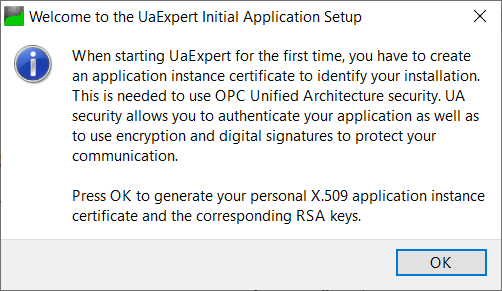 Welcome to the UaExpert Initial Application Setup
When starting UaExpert for the first time, you have to create
an application instance certificate to identify your installation.
This is needed to use OPC Unified Architecture security. UA
security allows you to authenticate your application as well as
to use encryption and digital signatures to protect your
communication.
Press OK to generate your personal X.509 application instance
certificate and the corresponding RSA keys.
OK